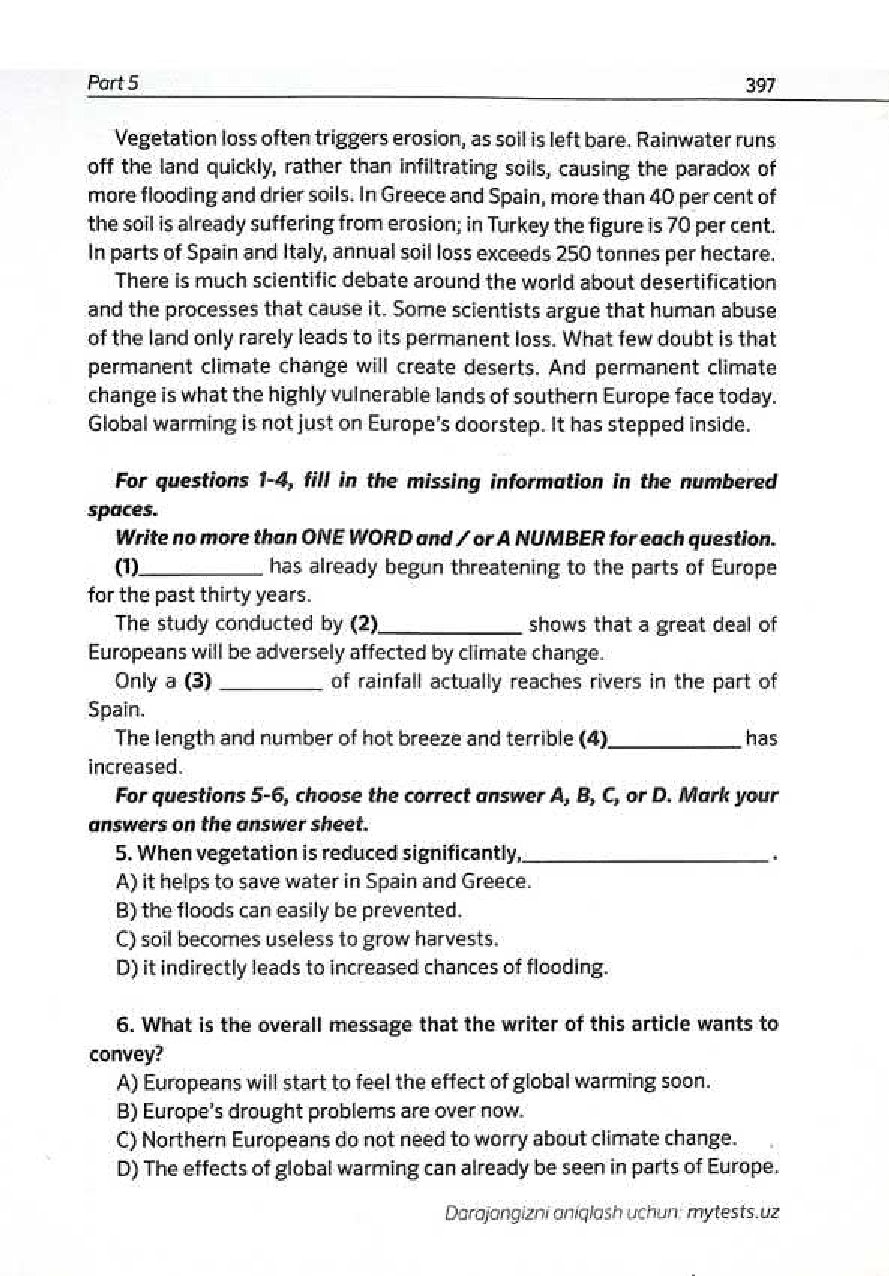 Part 5
397
Vegetation loss often triggers erosion, as soil is left bare. Rainwater runs
off the land quickly, rather than infiltrating soils, causing the paradox of
more flooding and drier soils. In Greece and Spain, more than 40 per cent of
the soil is already suffering from erosion; in Turkey the figure is 70 per cent.
In parts of Spain and Italy, annual soil loss exceeds 250 tonnes per hectare.
There is much scientific debate around the world about desertification
and the processes that cause it. Some scientists argue that human abuse
of the land only rarely leads to its permanent loss. What few doubt is that
permanent climate change will create deserts. And permanent climate
change is what the highly vulnerable lands of southern Europe face today.
Global warming is not just on Europe's doorstep. It has stepped inside.
For questions 1-4, fill in the missing information in the numbered
spaces.
Write no more than ONE WORD and / or A NUMBER for each question.
(1)____________ has already begun threatening to the parts of Europe
for the past thirty years.
The study conducted by (2)______________ shows that a great deal of
Europeans will be adversely affected by climate change.
Only a (3) __________ of rainfall actually reaches rivers in the part of
Spain.
The length and number of hot breeze and terrible (4)_____________ has
increased.
For questions 5-6, choose the correct answer A, B, C, or D. Mark your
answers on the answer sheet.
5. When vegetation is reduced significantly,________________________.
A) it helps to save water in Spain and Greece.
B) the floods can easily be prevented.
C) soil becomes useless to grow harvests.
D) it indirectly leads to increased chances of flooding.
6. What is the overall message that the writer of this article wants to
convey?
A) Europeans will start to feel the effect of global warming soon.
B) Europe's drought problems are over now.
C) Northern Europeans do not need to worry about climate change.
D) The effects of global warming can already be seen in parts of Europe.
Darajangizni aniqlash uchun: mytests.uz